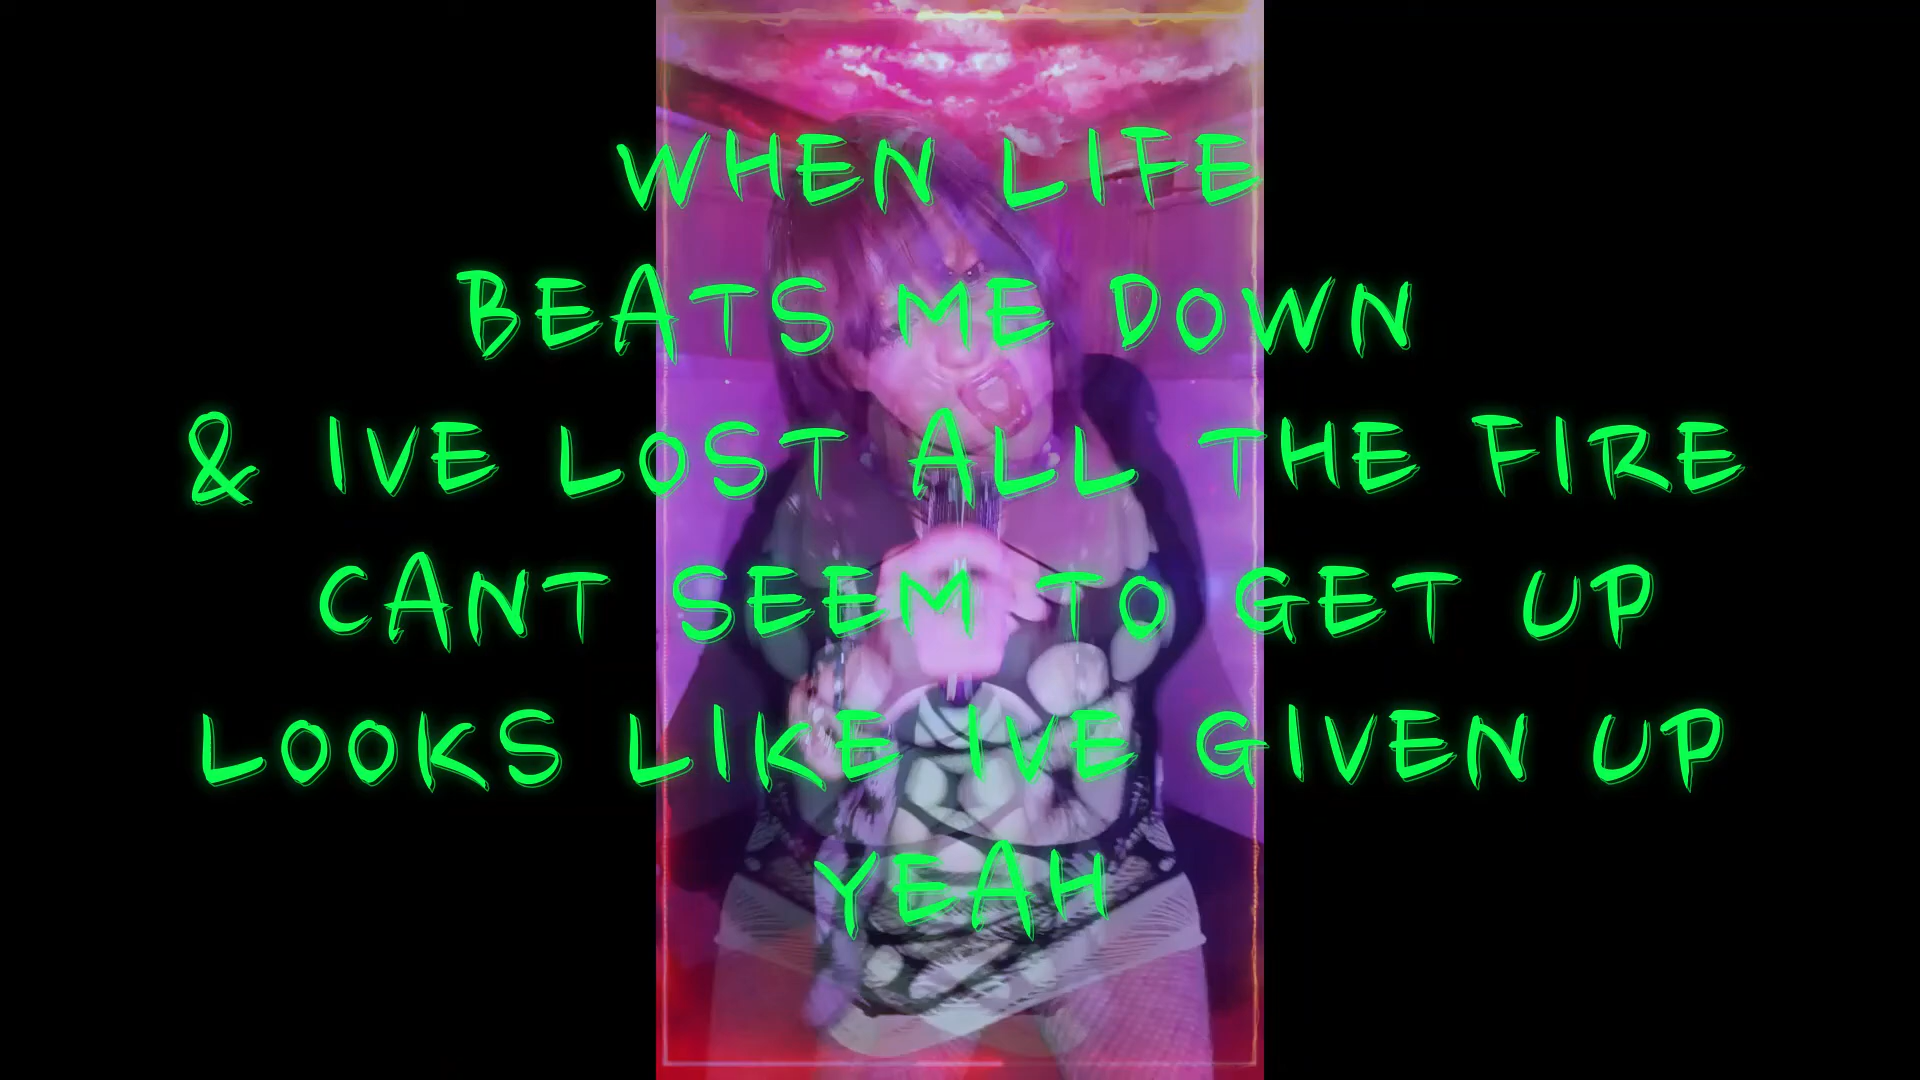 WHEN LIFE
BEATS ME DOWN
& IVE LOST ALL THE FIRE
CANT SEEM TO GET UP
LOOKS LIKE IVE GIVEN UP
YEAH